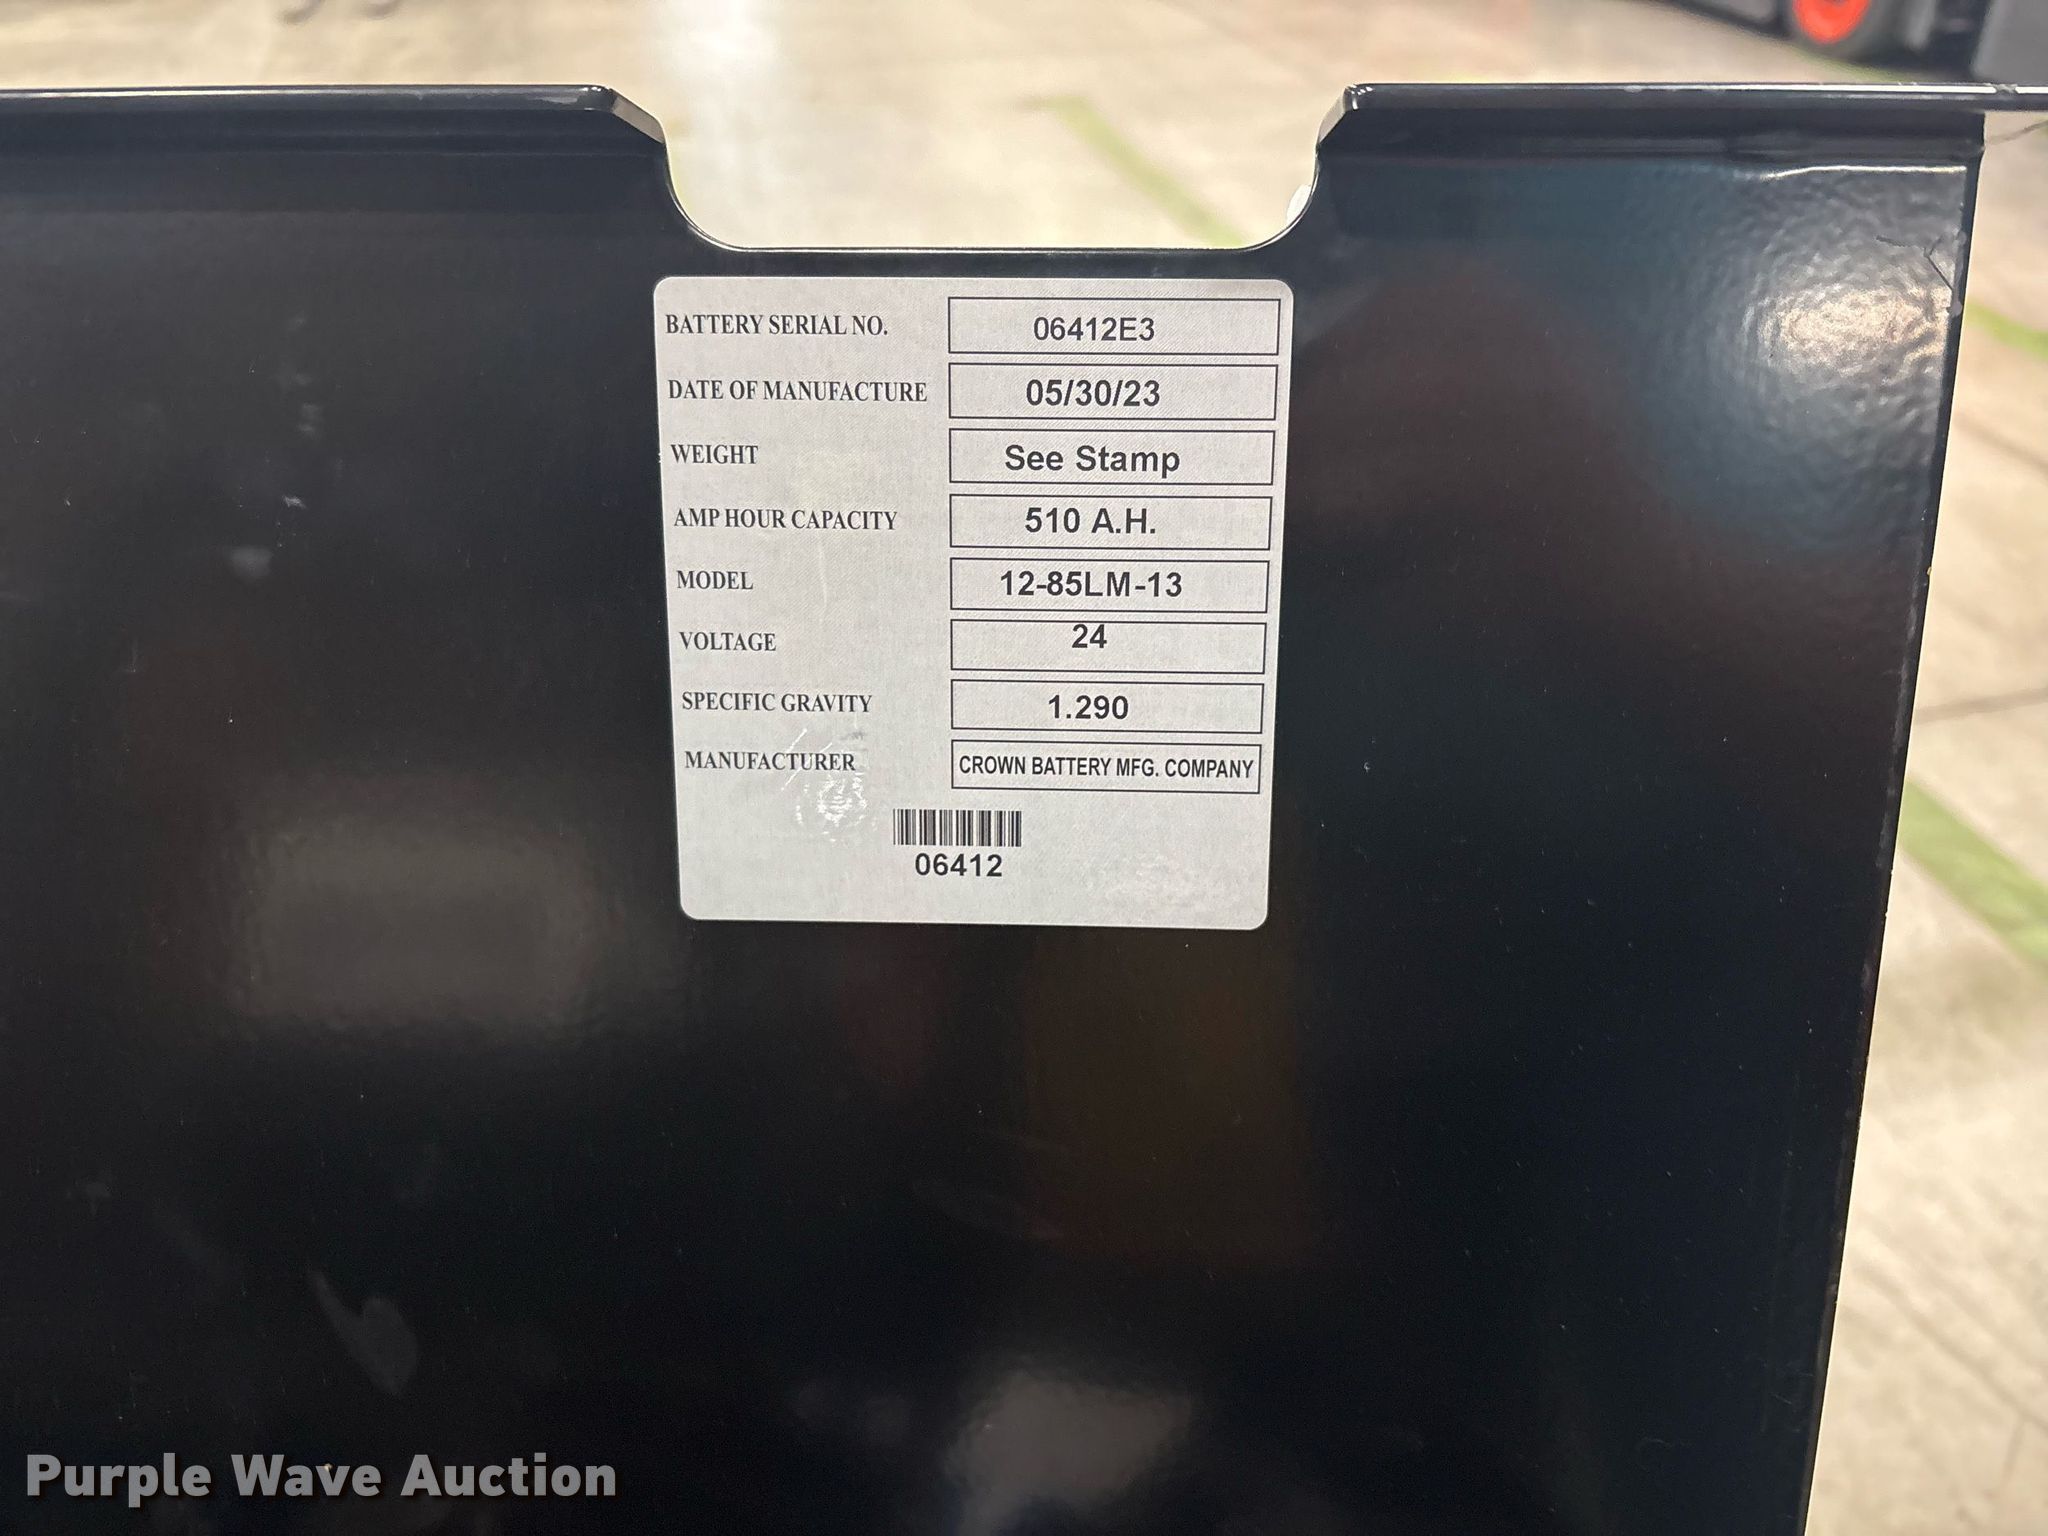 BATTERY SERIAL NO. 06412E3
DATE OF MANUFACTURE 05/30/23
WEIGHT See Stamp
AMP HOUR CAPACITY 510 A.H.
MODEL 12-85LM-13
VOLTAGE 24
SPECIFIC GRAVITY 1.290
MANUFACTURER CROWN BATTERY MFG. COMPANY
06412
Purple Wave Auction